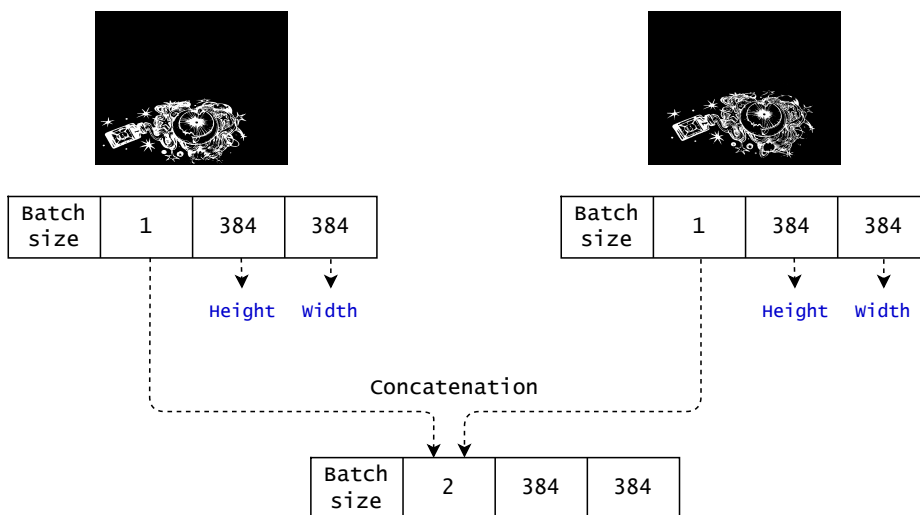 Batch size 1 384 384
Batch size 1 384 384
Height Width
Height Width
Concatenation
Batch size 2 384 384